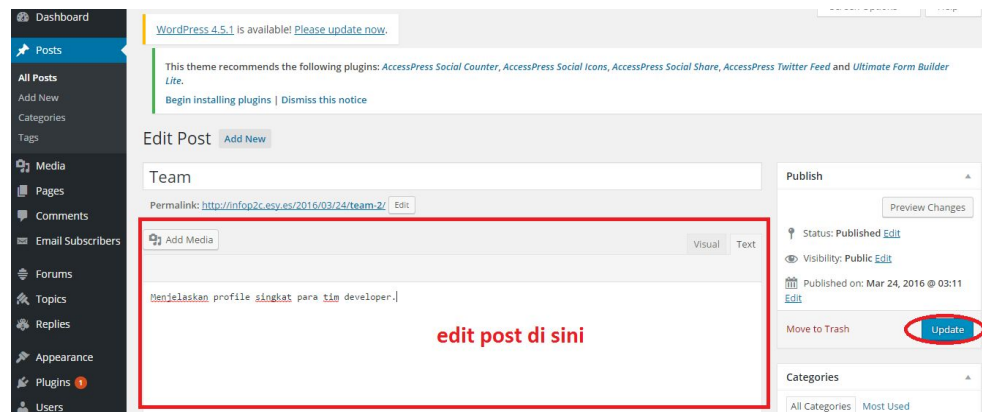 Dashboard
Posts
All Posts
Add New
Categories
Tags
Media
Pages
Comments
Email Subscribers
Forums
Topics
Replies
Appearance
Plugins 1
Users
WordPress 4.5.1 is available! Please update now.
This theme recommends the following plugins: AccessPress Social Counter, AccessPress Social Icons, AccessPress Social Share, AccessPress Twitter Feed and Ultimate Form Builder
Lite.
Begin installing plugins | Dismiss this notice
Edit Post Add New
Team
Permalink: http://infop2c.esy.es/2016/03/24/team-2/ Edit
Add Media
Visual Text
Menjelaskan profile singkat para tim developer.
edit post di sini
Publish
Preview Changes
Status: Published Edit
Visibility: Public Edit
Published on: Mar 24, 2016 @ 03:11
Edit
Move to Trash Update
Categories
All Categories Most Used